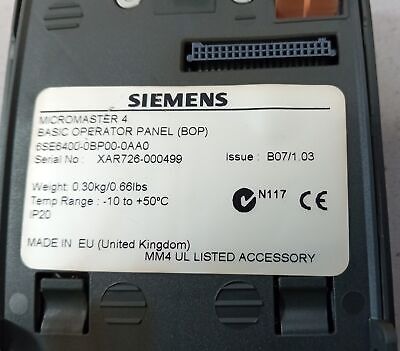 SIEMENS
MICROMASTER 4
BASIC OPERATOR PANEL (BOP)
6SE6400-0BP00-0AA0
Serial No : XAR726-000499 Issue : B07/1.03
Weight: 0.30kg/0.66lbs
Temp Range : -10 to +50°C
N117 CE
IP20
MADE IN EU (United Kingdom)
MM4 UL LISTED ACCESSORY